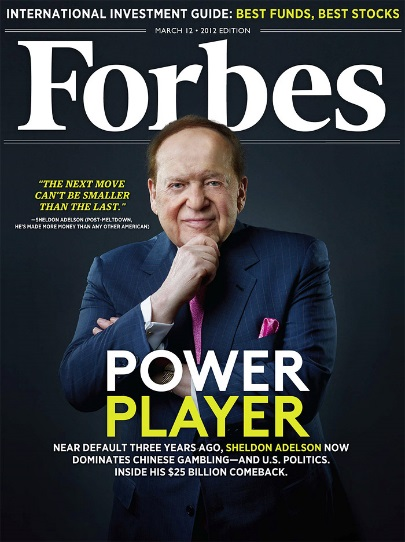 INTERNATIONAL INVESTMENT GUIDE: BEST FUNDS, BEST STOCKS
MARCH 12 • 2012 EDITION
Forbes
“THE NEXT MOVE
CAN’T BE SMALLER
THAN THE LAST.”
—SHELDON ADELSON (POST-MELTDOWN,
HE’S MADE MORE MONEY THAN ANY OTHER AMERICAN)
POWER
PLAYER
NEAR DEFAULT THREE YEARS AGO, SHELDON ADELSON NOW
DOMINATES CHINESE GAMBLING—AND U.S. POLITICS.
INSIDE HIS $25 BILLION COMEBACK.